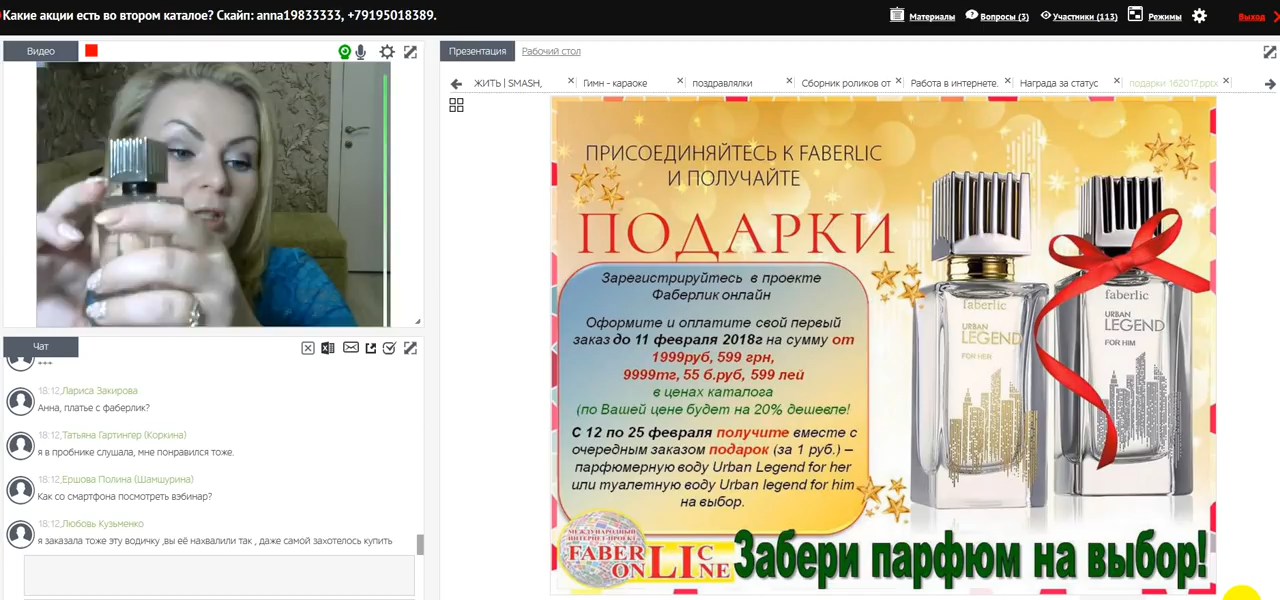 Какие акции есть во втором каталое? Скайп: anna19833333, +79195018389.
Материалы
Вопросы (3)
Участники (113)
Режимы
Выход
Видео
Презентация
Рабочий стол
ЖИТЬ | SMASH,
Гимн - караоке
поздравлялки
Сборник роликов от
Работа в интернете.
Награда за статус
подарки 162017.pptx
ПРИСОЕДИНЯЙТЕСЬ К FABERLIC
И ПОЛУЧАЙТЕ
ПОДАРКИ
Зарегистрируйтесь в проекте
Фаберлик онлайн
Оформите и оплатите свой первый
заказ до 11 февраля 2018г на сумму от
1999руб, 599 грн,
9999тг, 55 б.руб, 599 лей
в ценах каталога
(по Вашей цене будет на 20% дешевле!
С 12 по 25 февраля получите вместе с
очередным заказом подарок (за 1 руб.) –
парфюмерную воду Urban Legend for her
или туалетную воду Urban legend for him
на выбор.
faberlic
URBAN
LEGEND
FOR HER
faberlic
URBAN
LEGEND
FOR HIM
МЕЖДУНАРОДНЫЙ
ИНТЕРНЕТ-ПРОЕКТ
FABERLIC
ONLINE
Забери парфюм на выбор!
Чат
+++
18:12, Лариса Закирова
Анна, платье с фаберлик?
18:12, Татьяна Гартингер (Коркина)
я в пробнике слушала, мне понравился тоже.
18:12, Ершова Полина (Шамшурина)
Как со смартфона посмотреть вэбинар?
18:12, Любовь Кузьменко
я заказала тоже эту водичку ,вы её нахвалили так , даже самой захотелось купить